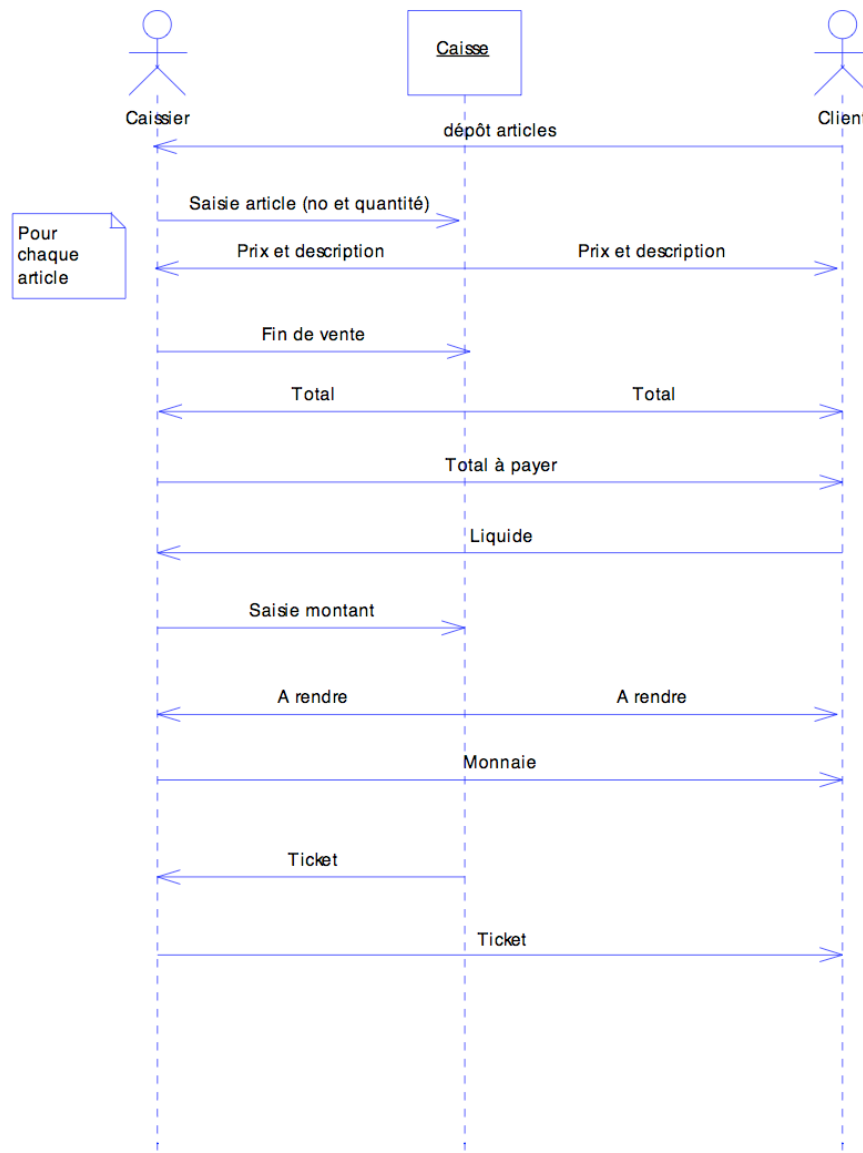 Caisse
Caissier
Client
dépôt articles
Saisie article (no et quantité)
Pour
chaque
article
Prix et description
Prix et description
Fin de vente
Total
Total
Total à payer
Liquide
Saisie montant
A rendre
A rendre
Monnaie
Ticket
Ticket